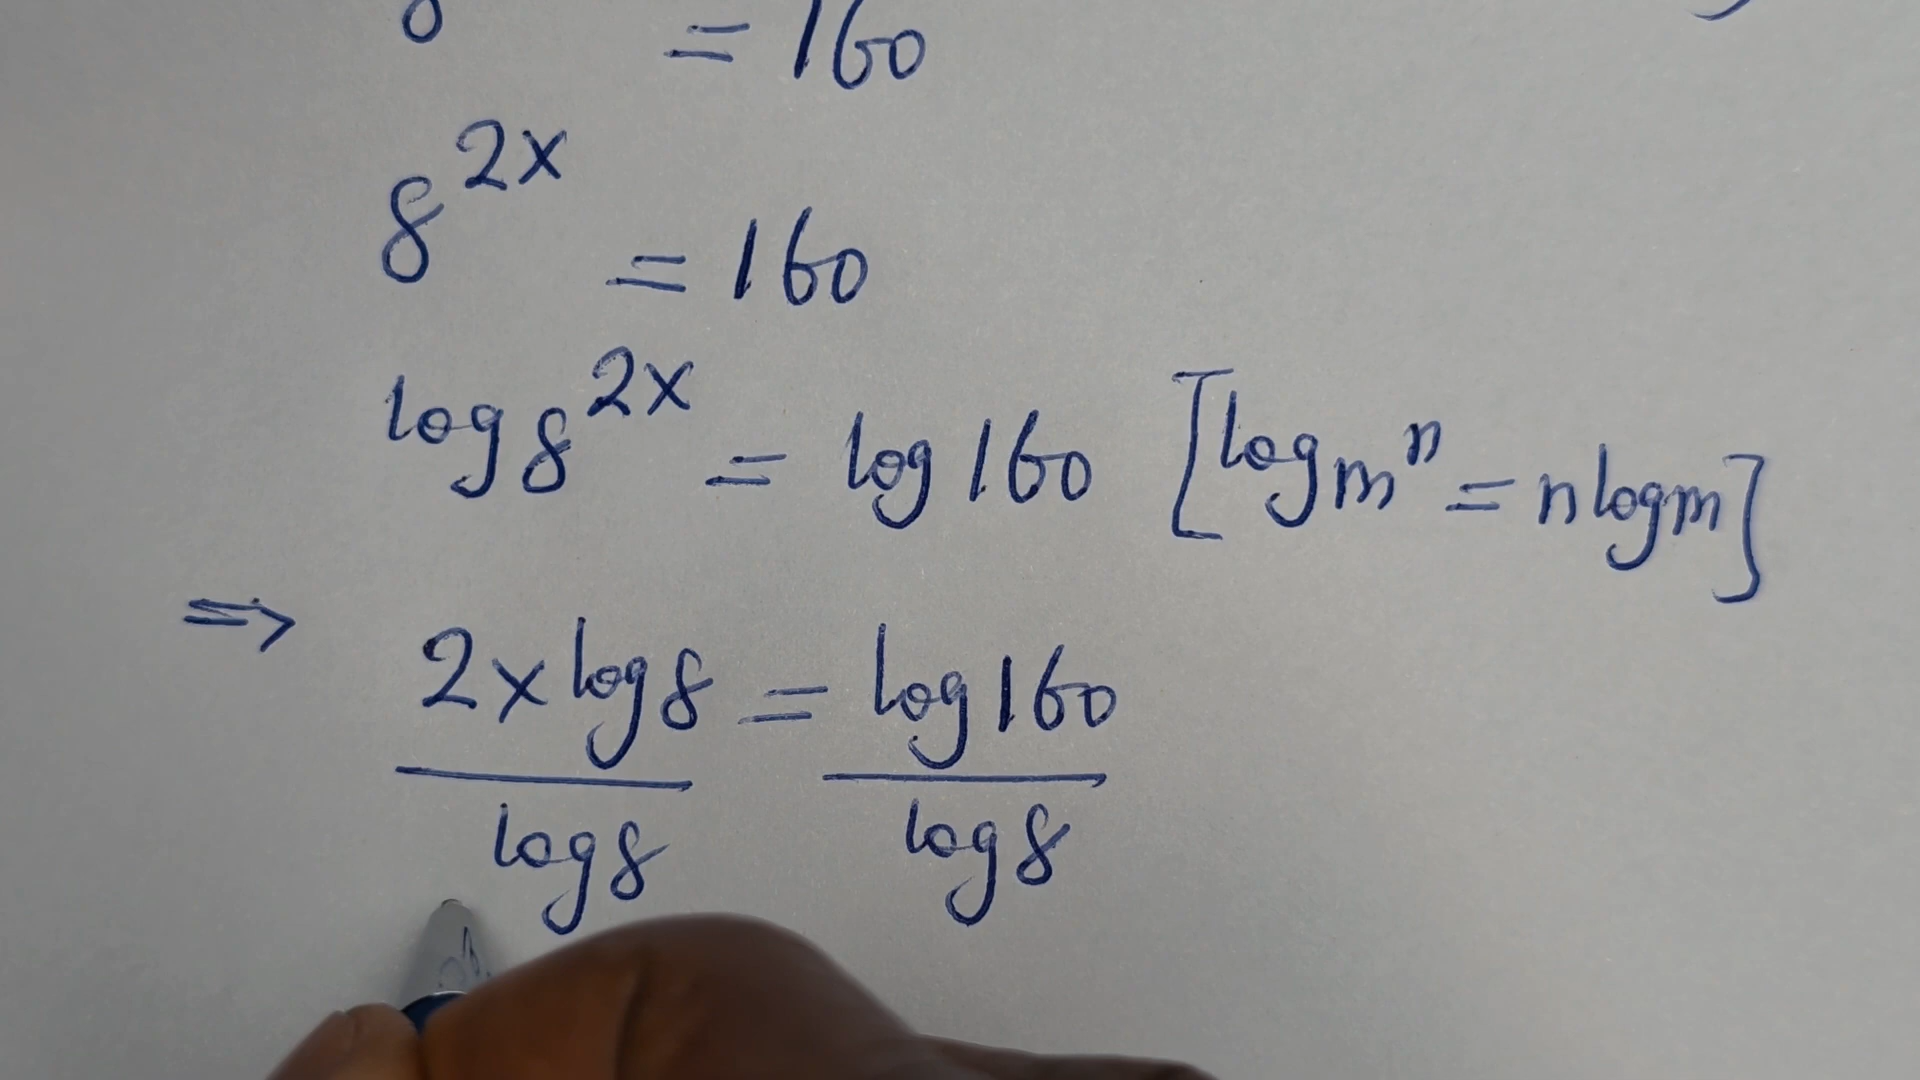 8 = 160
8^2x = 160
log 8^2x = log 160 [log m^n = n log m]
⇒ 2x log 8 = log 160
log 8 log 8